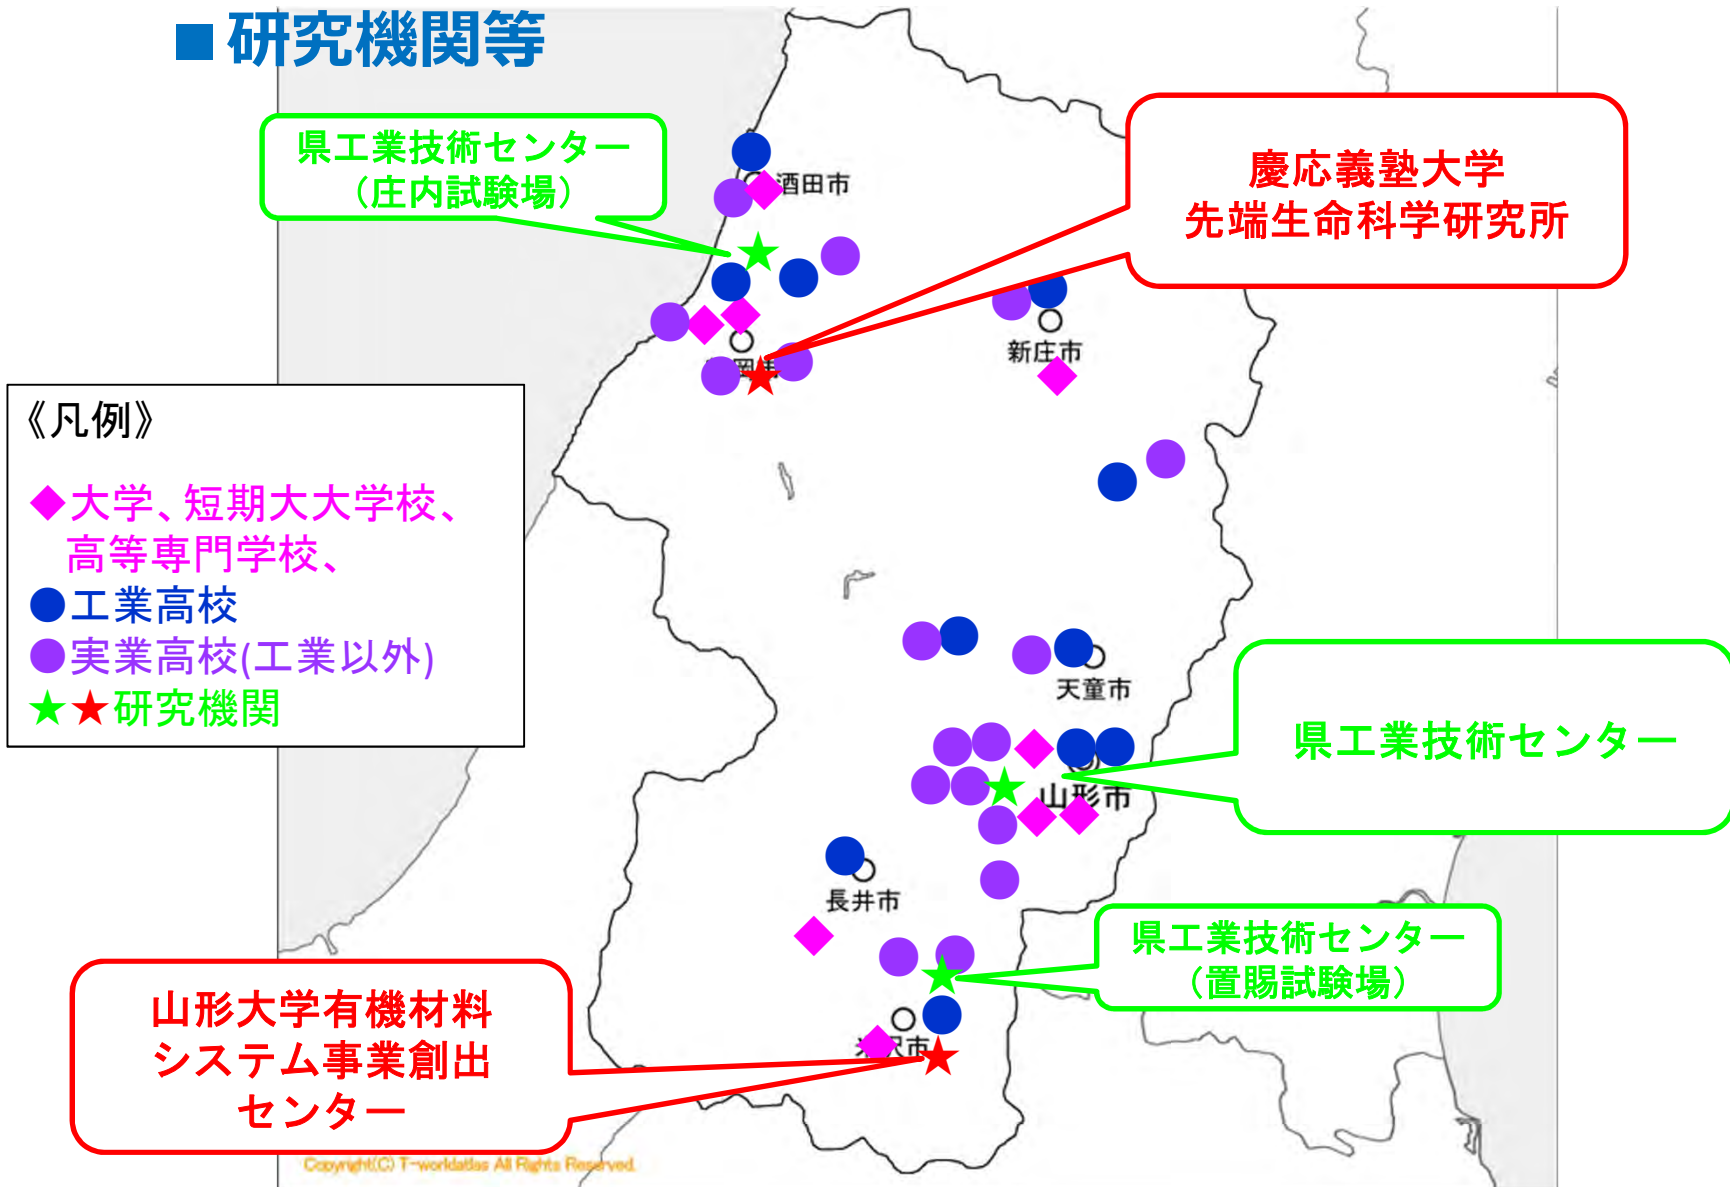 ■研究機関等
県工業技術センター
（庄内試験場）
慶応義塾大学
先端生命科学研究所
酒田市
新庄市
岡市
《凡例》
◆大学、短期大大学校、
高等専門学校、
●工業高校
●実業高校(工業以外)
★★研究機関
天童市
県工業技術センター
山形市
長井市
県工業技術センター
（置賜試験場）
山形大学有機材料
システム事業創出
センター
沢市
Copyright(C) T-worldatlas All Rights Reserved.